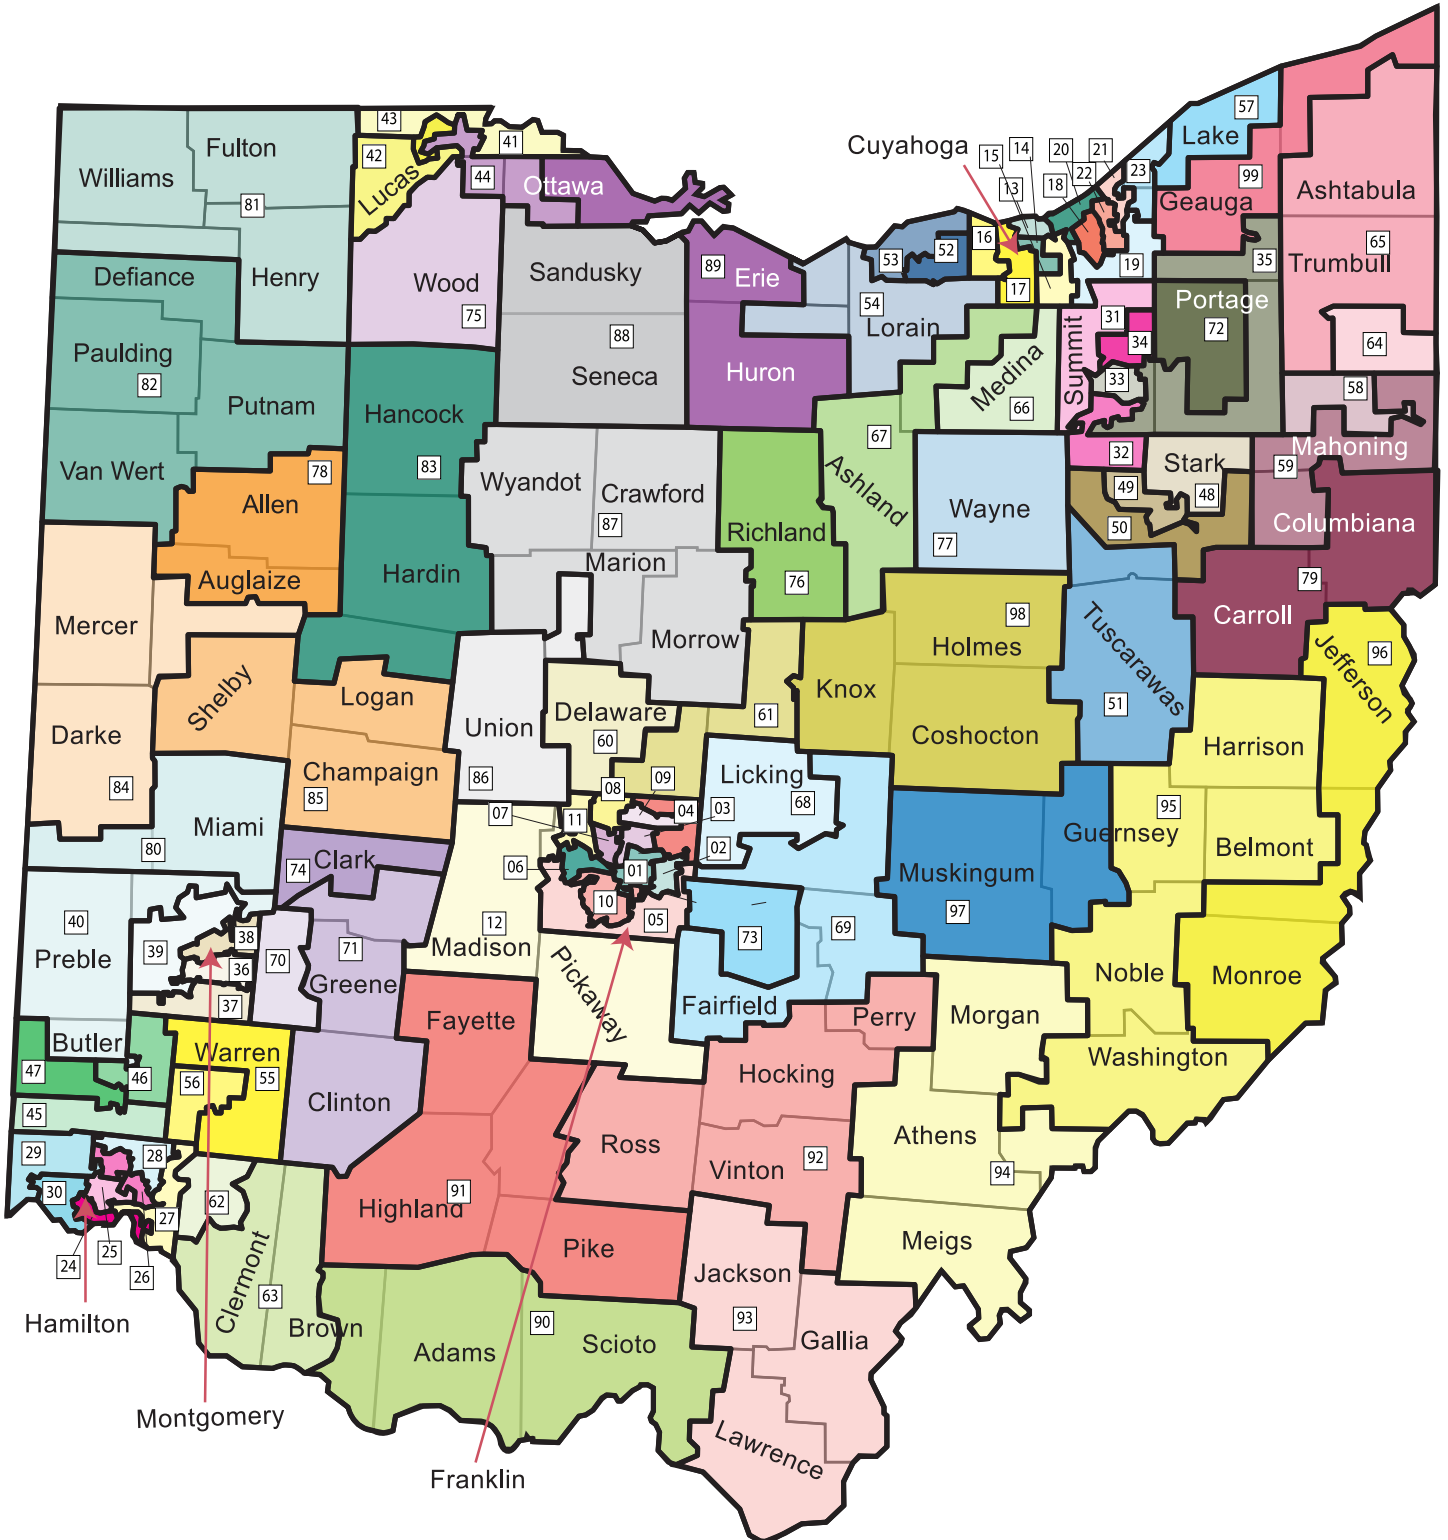 57
Lake
43
41
Fulton
Cuyahoga
15
14
20
21
42
Williams
44
Ottawa
13
18
22
23
99
Ashtabula
Lucas
81
Geauga
16
65
Trumbull
35
Defiance
Henry
Wood
Sandusky
89
Erie
53
52
19
17
Portage
75
54
Lorain
31
72
Paulding
82
88
Seneca
Huron
Summit
34
64
Putnam
Hancock
Medina
66
33
58
67
Mahoning
Van Wert
78
83
Wyandot
Crawford
Ashland
32
Stark
59
Allen
87
Richland
Wayne
49
48
50
Columbiana
77
Marion
76
Auglaize
Hardin
79
Mercer
Morrow
98
Holmes
Tuscarawas
Carroll
Jefferson
96
Shelby
Logan
Knox
51
Union
Delaware
61
60
Coshocton
Harrison
Darke
84
Champaign
85
86
Licking
68
08
09
07
11
04
03
95
Miami
Guernsey
Belmont
80
Clark
74
06
02
01
Muskingum
10
05
97
40
12
73
69
38
39
70
71
Madison
Preble
36
Noble
Monroe
37
Greene
Pickaway
Fairfield
Perry
Morgan
Fayette
Butler
Warren
Washington
47
46
56
55
Hocking
Clinton
45
Ross
Athens
29
28
Vinton
92
94
30
62
91
Highland
27
Meigs
25
24
26
Clermont
Pike
Jackson
63
Hamilton
Brown
90
93
Adams
Scioto
Gallia
Montgomery
Lawrence
Franklin